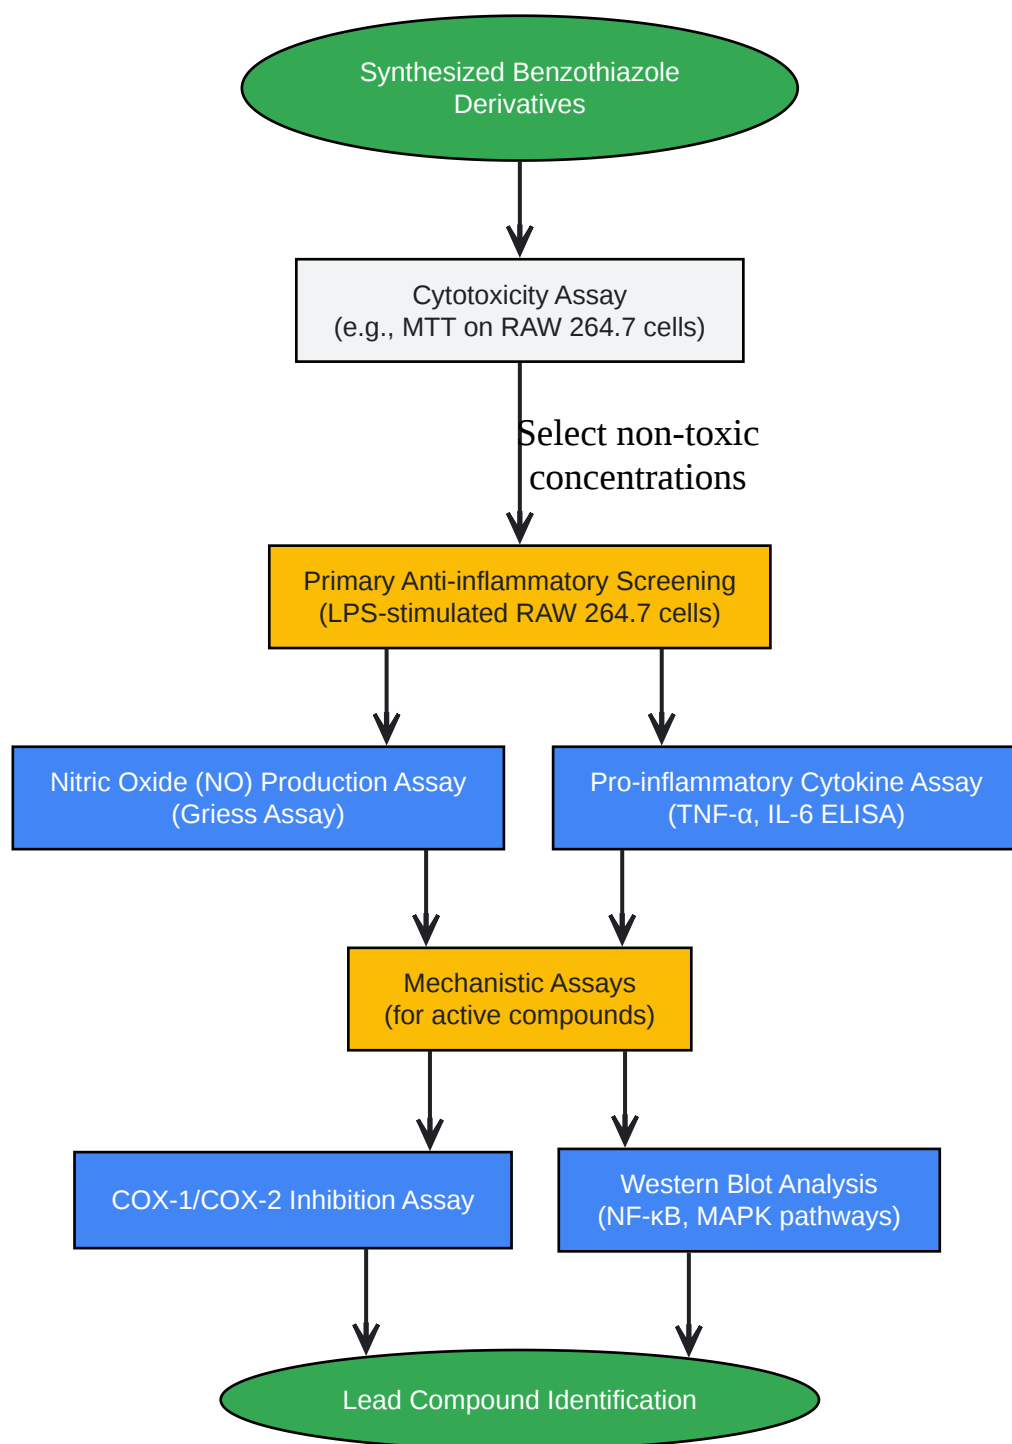 Synthesized Benzothiazole
Derivatives
Cytotoxicity Assay
(e.g., MTT on RAW 264.7 cells)
Select non-toxic
concentrations
Primary Anti-inflammatory Screening
(LPS-stimulated RAW 264.7 cells)
Nitric Oxide (NO) Production Assay
(Griess Assay)
Pro-inflammatory Cytokine Assay
(TNF-α, IL-6 ELISA)
Mechanistic Assays
(for active compounds)
COX-1/COX-2 Inhibition Assay
Western Blot Analysis
(NF-κB, MAPK pathways)
Lead Compound Identification